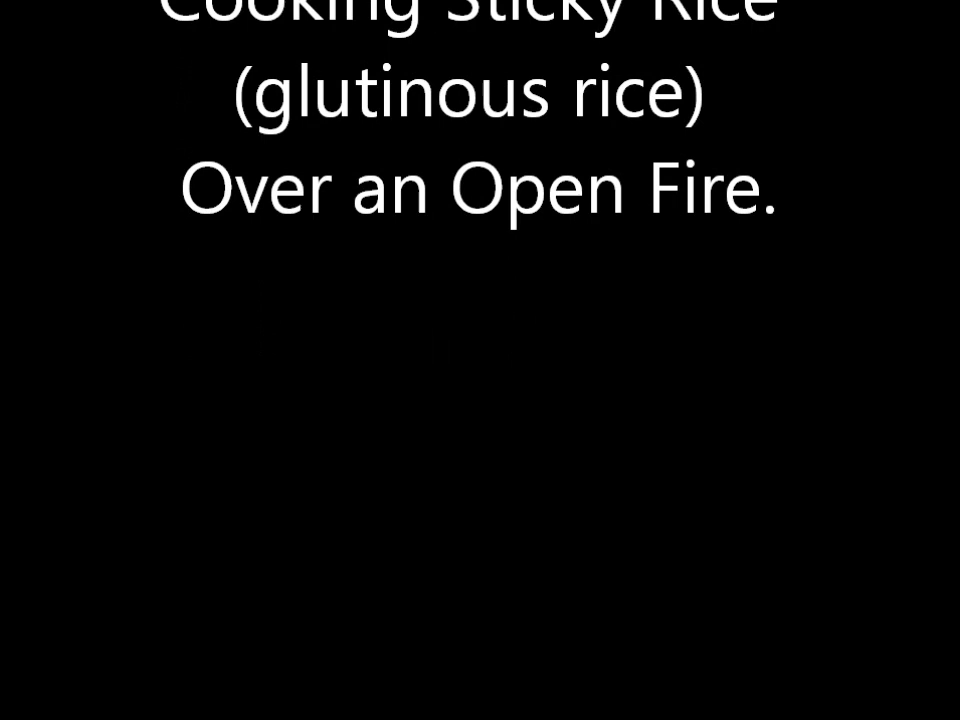 Cooking Sticky Rice
(glutinous rice)
Over an Open Fire.